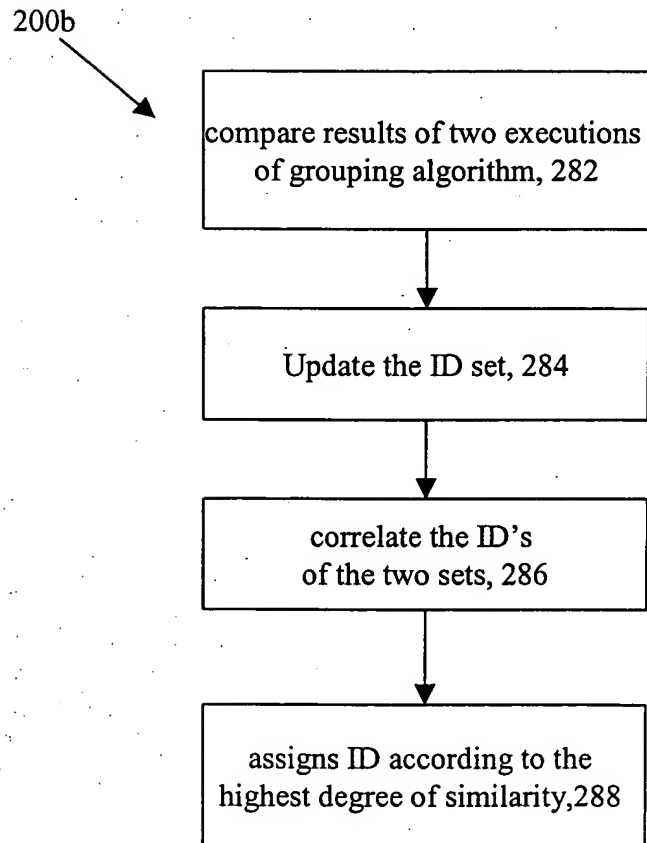 200b
compare results of two executions
of grouping algorithm, 282
Update the ID set, 284
correlate the ID's
of the two sets, 286
assigns ID according to the
highest degree of similarity,288